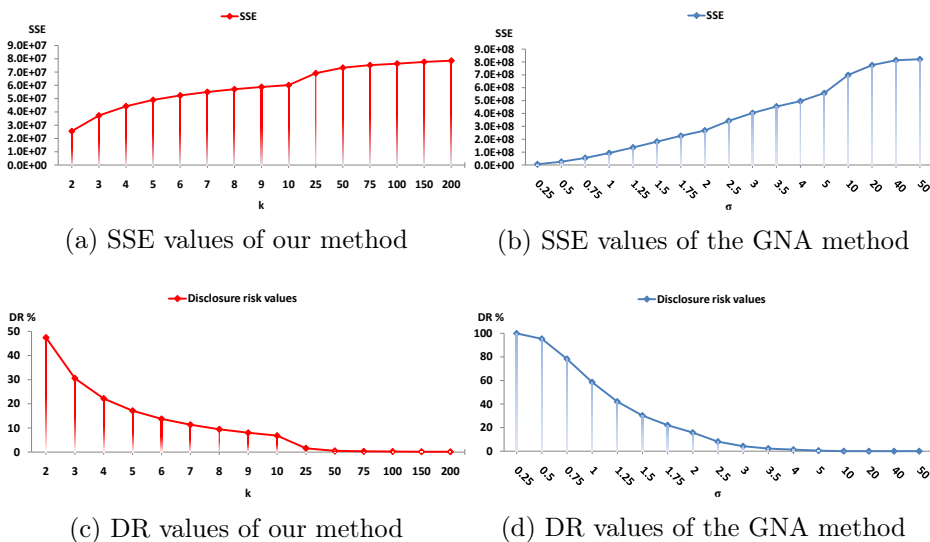 SSE
SSE
9.0E+07
8.0E+07
7.0E+07
6.0E+07
5.0E+07
4.0E+07
3.0E+07
2.0E+07
1.0E+07
0.0E+00
2 3 4 5 6 7 8 9 10 25 50 75 100 150 200
k
(a) SSE values of our method
SSE
SSE
9.0E+08
8.0E+08
7.0E+08
6.0E+08
5.0E+08
4.0E+08
3.0E+08
2.0E+08
1.0E+08
0.0E+00
0.25 0.5 0.75 1 1.25 1.5 1.75 2 2.5 3 3.5 4 5 10 20 40 50
σ
(b) SSE values of the GNA method
Disclosure risk values
DR %
50
40
30
20
10
0
2 3 4 5 6 7 8 9 10 25 50 75 100 150 200
k
(c) DR values of our method
Disclosure risk values
DR %
100
80
60
40
20
0
0.25 0.5 0.75 1 1.25 1.5 1.75 2 2.5 3 3.5 4 5 10 20 40 50
σ
(d) DR values of the GNA method